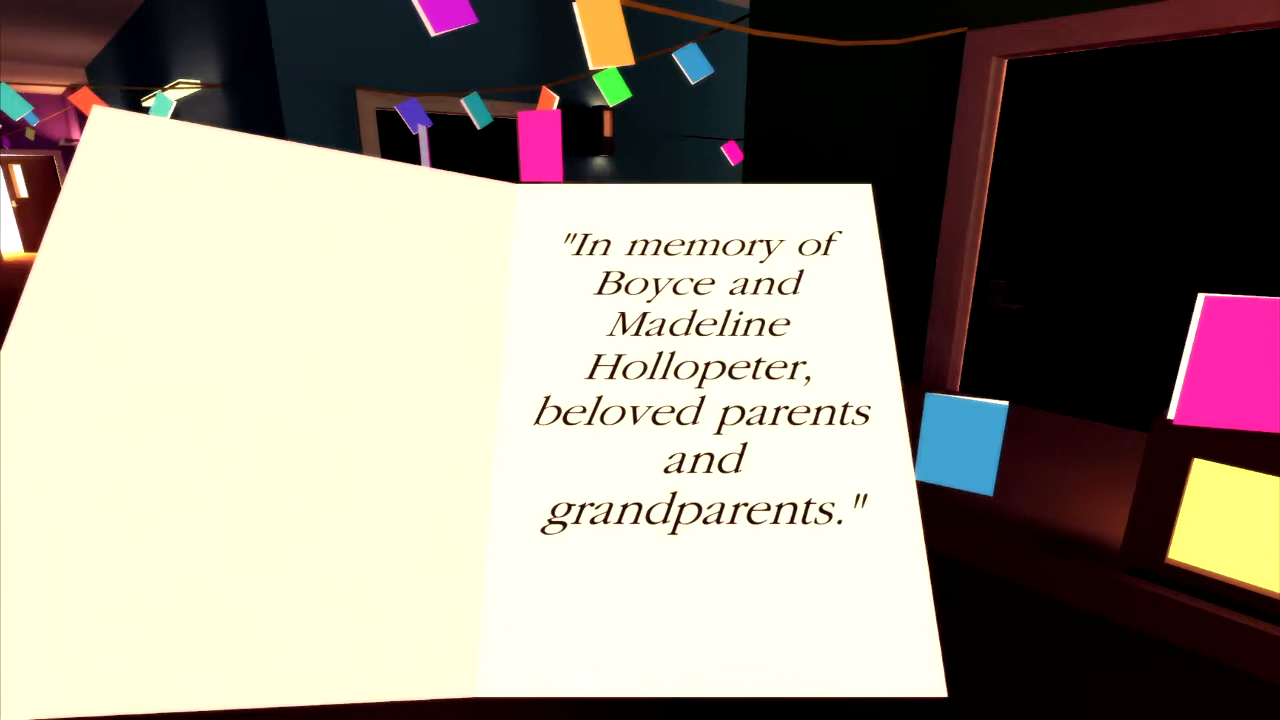 "In memory of
Boyce and
Madeline
Hollopeter,
beloved parents
and
grandparents."